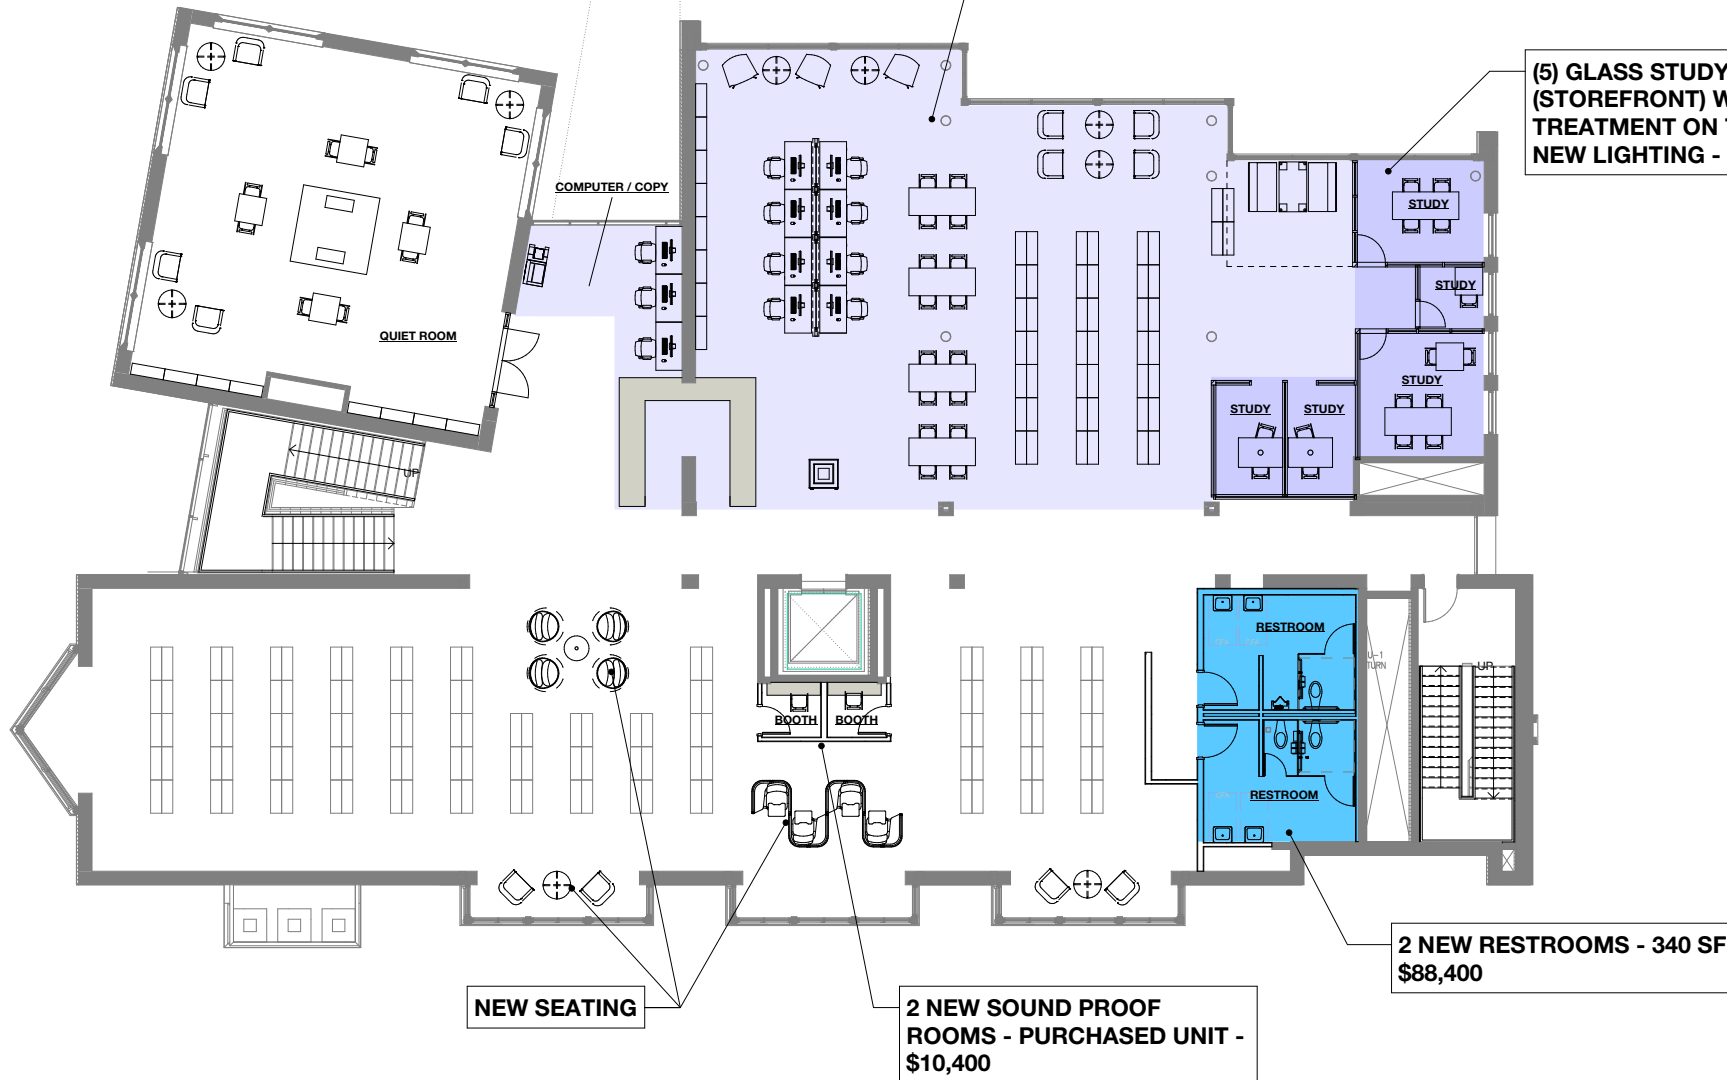 (5) GLASS STUDY
(STOREFRONT) W
TREATMENT ON T
NEW LIGHTING -
COMPUTER / COPY
STUDY
STUDY
QUIET ROOM
STUDY
STUDY
STUDY
UP
RESTROOM
U-1
TURN
UP
BOOTH
BOOTH
RESTROOM
2 NEW RESTROOMS - 340 SF
$88,400
NEW SEATING
2 NEW SOUND PROOF
ROOMS - PURCHASED UNIT -
$10,400